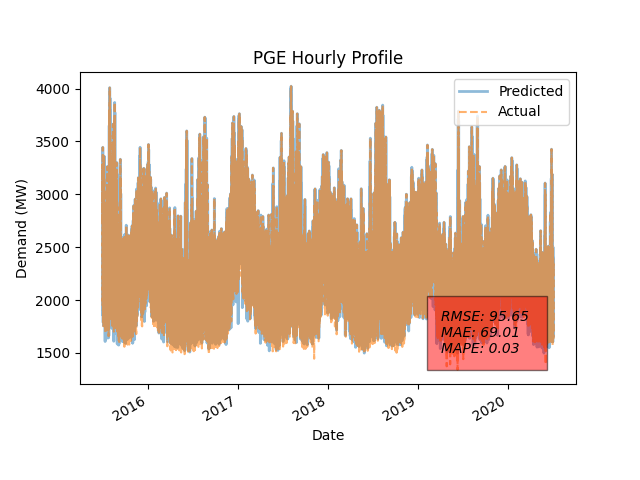 PGE Hourly Profile
Predicted
Actual
4000
3500
3000
2500
2000
1500
Demand (MW)
RMSE: 95.65
MAE: 69.01
MAPE: 0.03
2016
2017
2018
2019
2020
Date